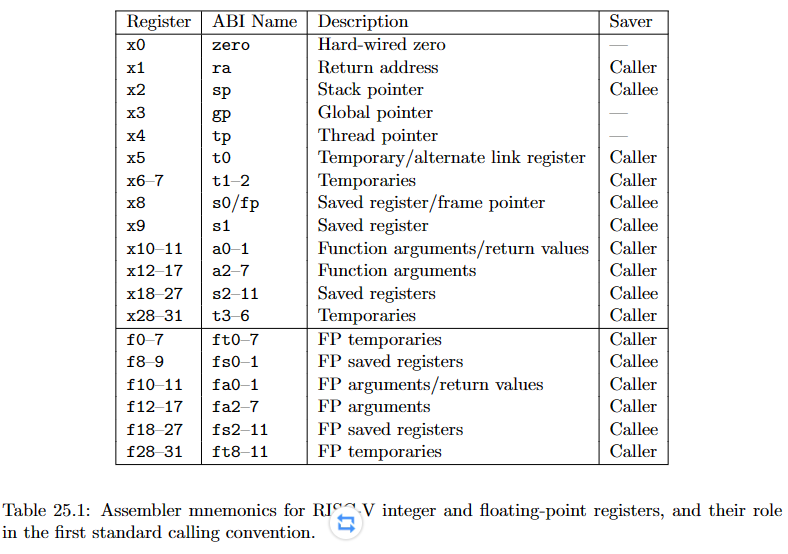 Register ABI Name Description Saver
x0 zero Hard-wired zero —
x1 ra Return address Caller
x2 sp Stack pointer Callee
x3 gp Global pointer —
x4 tp Thread pointer —
x5 t0 Temporary/alternate link register Caller
x6–7 t1–2 Temporaries Caller
x8 s0/fp Saved register/frame pointer Callee
x9 s1 Saved register Callee
x10–11 a0–1 Function arguments/return values Caller
x12–17 a2–7 Function arguments Caller
x18–27 s2–11 Saved registers Callee
x28–31 t3–6 Temporaries Caller
f0–7 ft0–7 FP temporaries Caller
f8–9 fs0–1 FP saved registers Callee
f10–11 fa0–1 FP arguments/return values Caller
f12–17 fa2–7 FP arguments Caller
f18–27 fs2–11 FP saved registers Callee
f28–31 ft8–11 FP temporaries Caller
Table 25.1: Assembler mnemonics for RISC-V integer and floating-point registers, and their role
in the first standard calling convention.